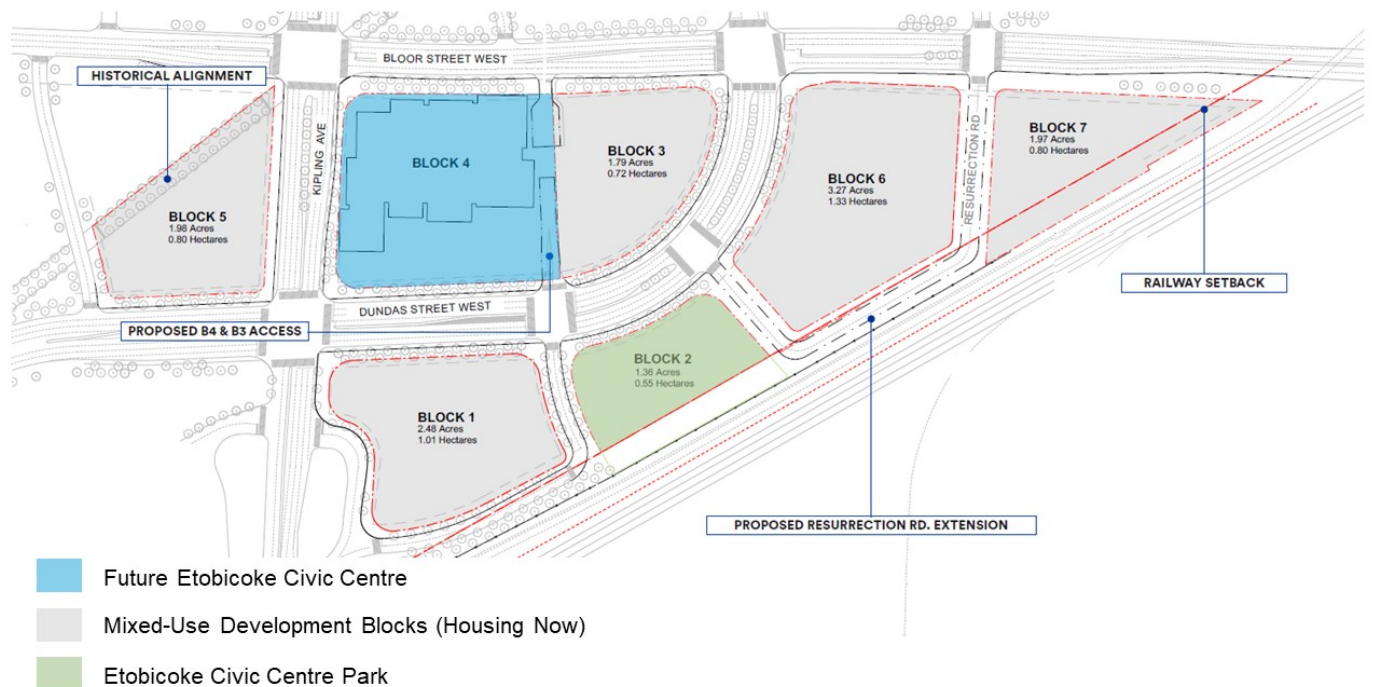 BLOOR STREET WEST
HISTORICAL ALIGNMENT
KIPLING AVE
BLOCK 4
BLOCK 3
1.79 Acres
0.72 Hectares
BLOCK 6
3.27 Acres
1.33 Hectares
RESURRECTION RD
BLOCK 7
1.97 Acres
0.80 Hectares
BLOCK 5
1.98 Acres
0.80 Hectares
RAILWAY SETBACK
DUNDAS STREET WEST
PROPOSED B4 & B3 ACCESS
BLOCK 2
1.36 Acres
0.55 Hectares
BLOCK 1
2.48 Acres
1.01 Hectares
PROPOSED RESURRECTION RD. EXTENSION
Future Etobicoke Civic Centre
Mixed-Use Development Blocks (Housing Now)
Etobicoke Civic Centre Park